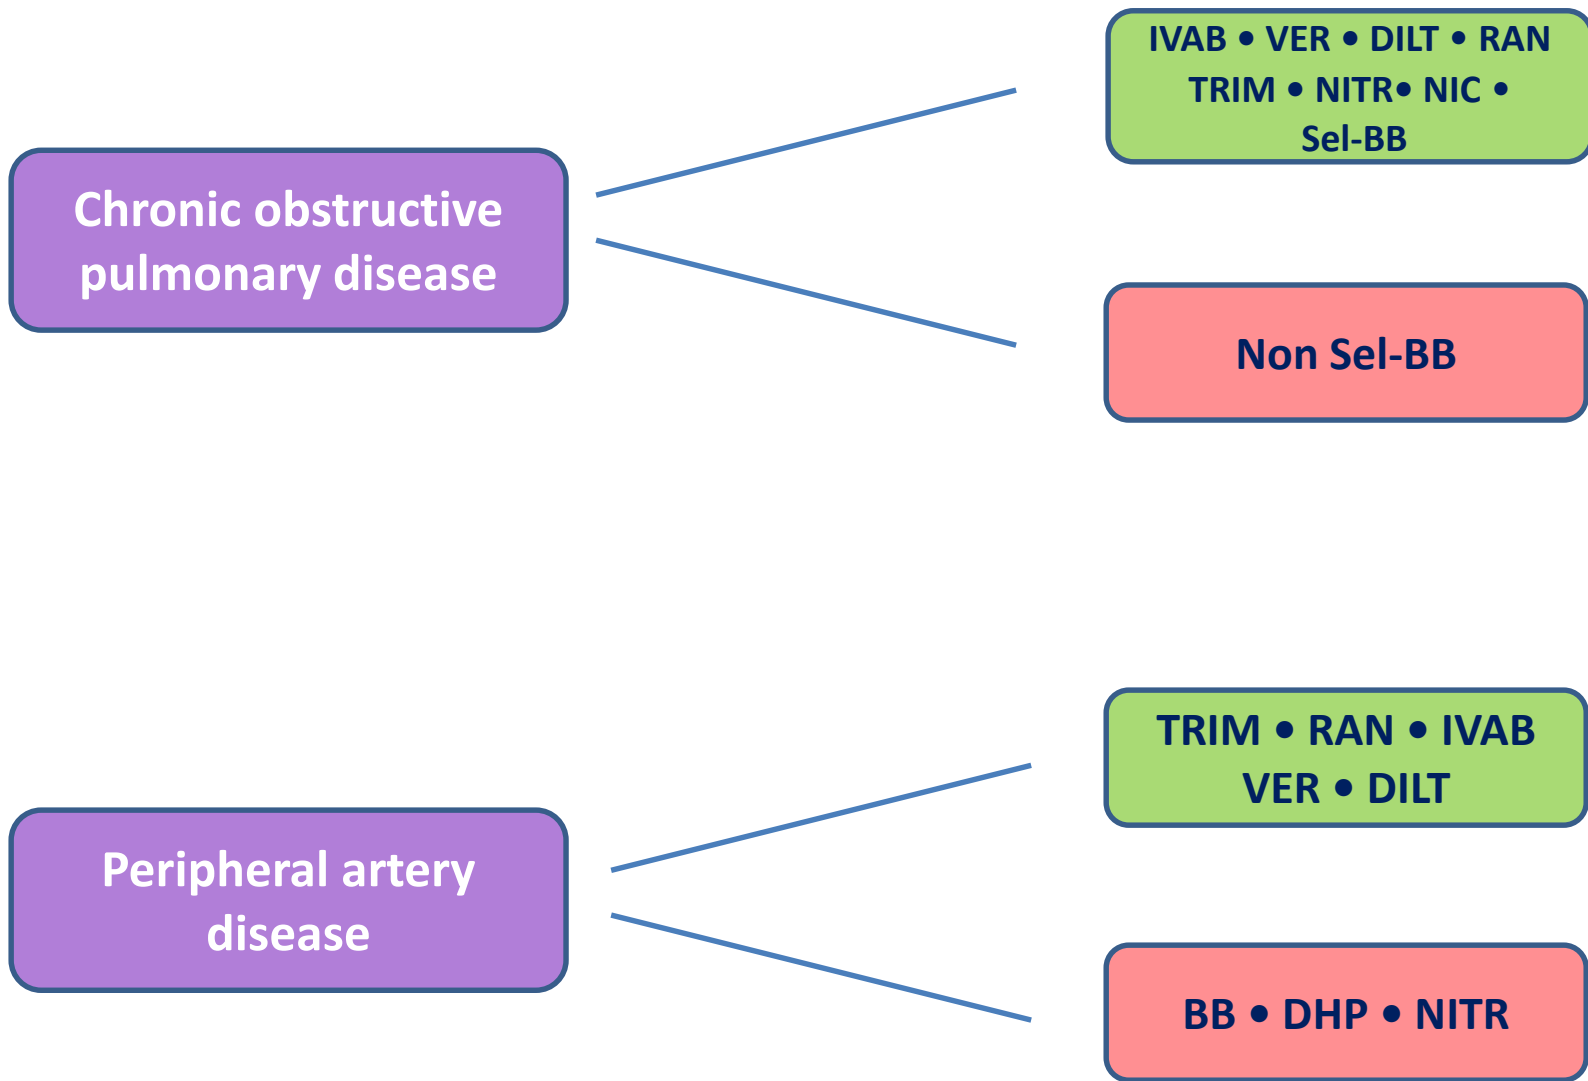 IVAB • VER • DILT • RAN
TRIM • NITR• NIC •
Sel-BB
Chronic obstructive
pulmonary disease
Non Sel-BB
TRIM • RAN • IVAB
VER • DILT
Peripheral artery
disease
BB • DHP • NITR